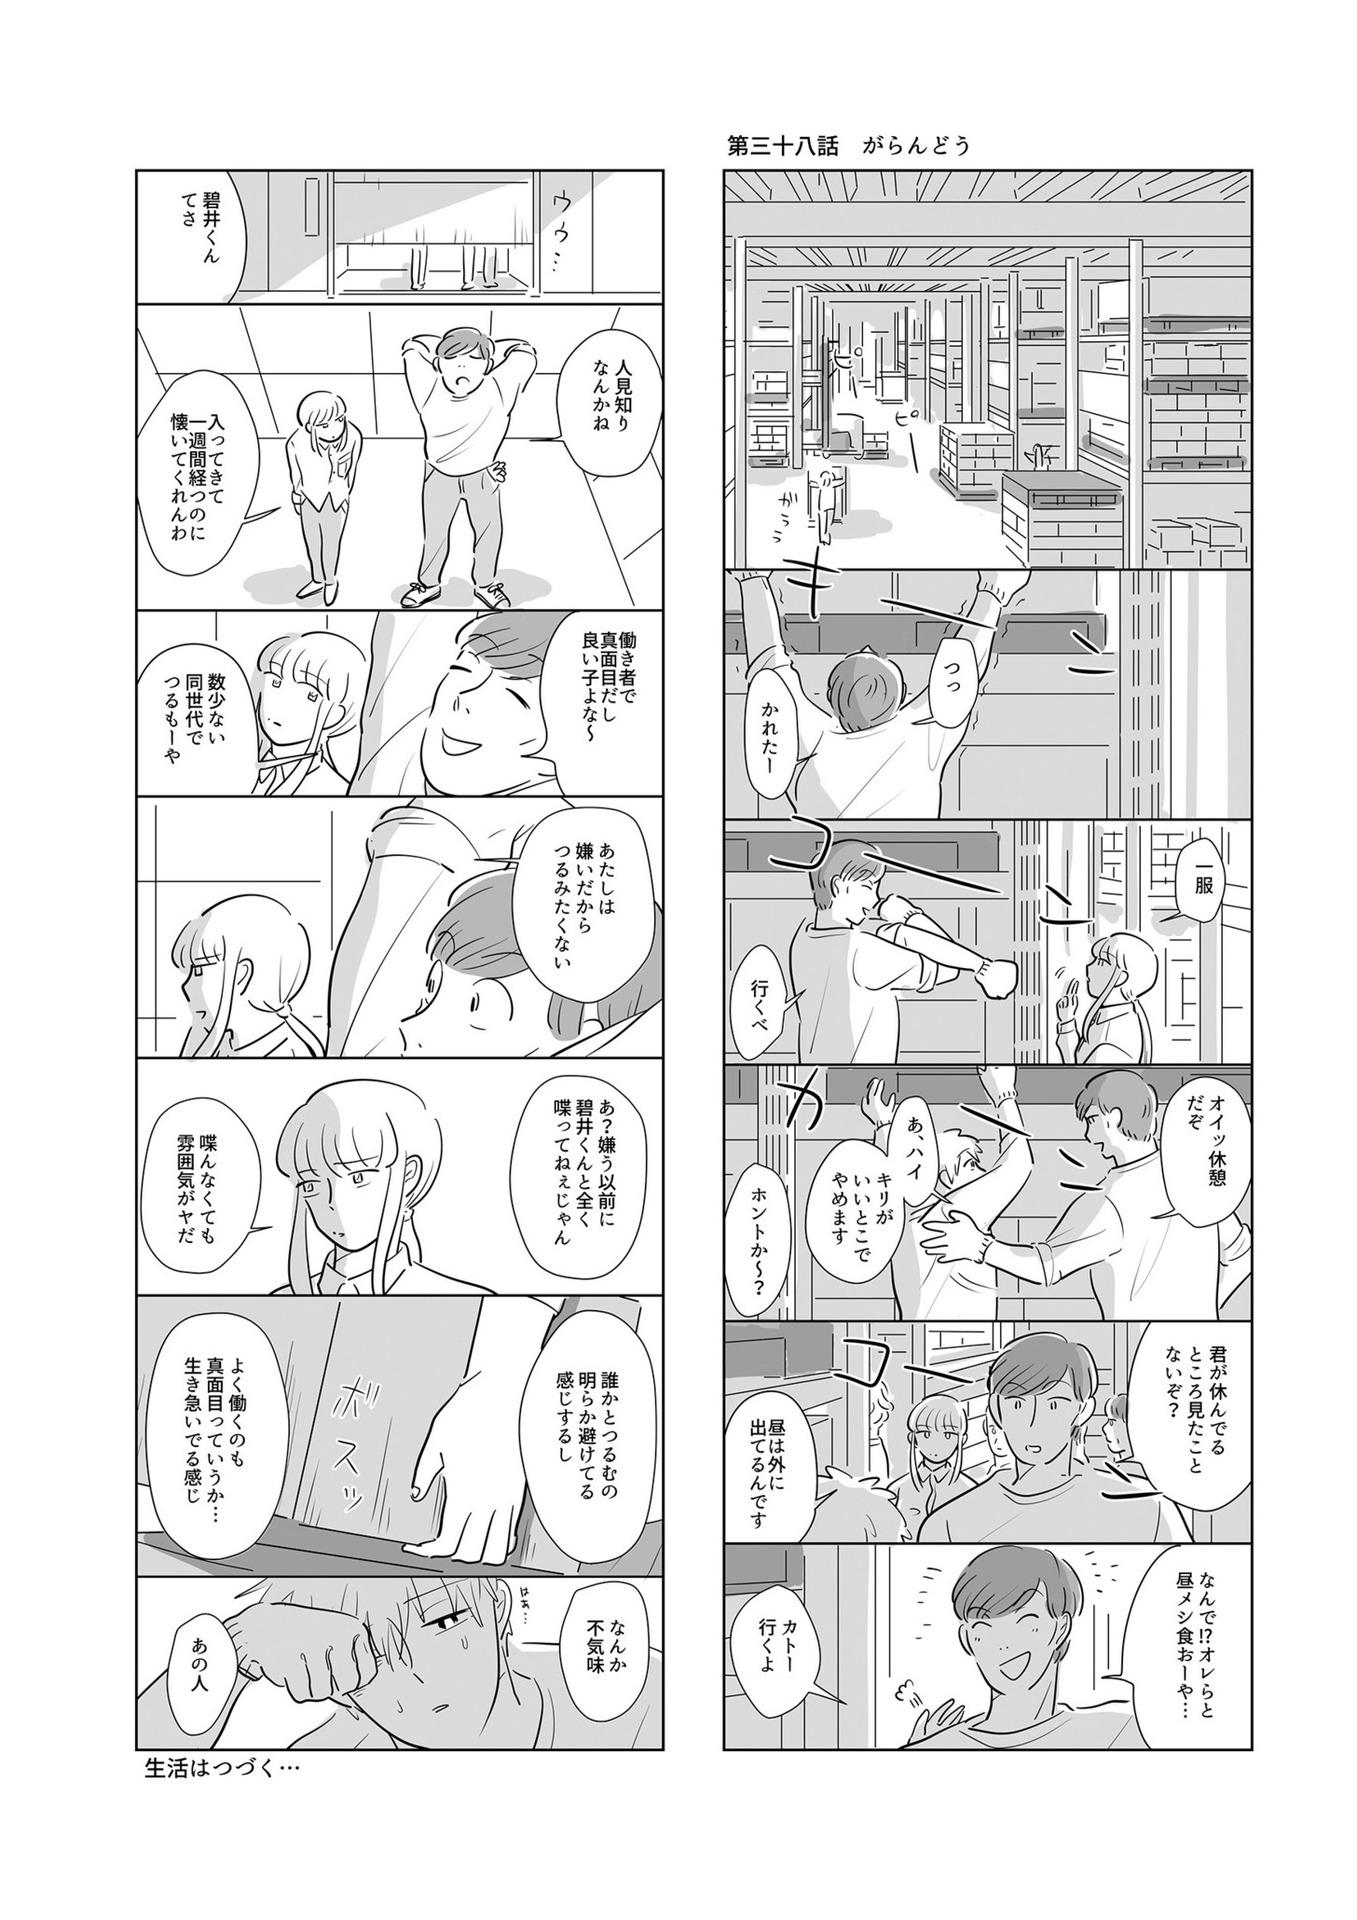 第三十八話　がらんどう
ピ
ピー
ガラ
ラッ
キーンコーン
つっ
かれたー
一服
行くべ
カーンコーン
オイッ休憩
だぞ
あ、ハイ
キリが
いいとこで
やめます
ホントか～？
君が休んでる
ところ見たこと
ないぞ？
昼は外に
出てるんです
なんで⁉オレらと
昼メシ食おーや…
カトー
行くよ
ウゥ…
碧井くん
てさ
人見知り
なんかね
入ってきて
一週間経つのに
懐いてくれんわ
働き者で
真面目だし
良い子よな～
数少ない
同世代で
つるもーや
あたしは
嫌いだから
つるみたくない
あ？嫌う以前に
碧井くんと全く
喋ってねぇじゃん
喋んなくても
雰囲気がヤだ
誰かとつるむの
明らか避けてる
感じするし
ボスッ
よく働くのも
真面目っていうか…
生き急いでる感じ
はぁ…
なんか
不気味
あの人
生活はつづく…